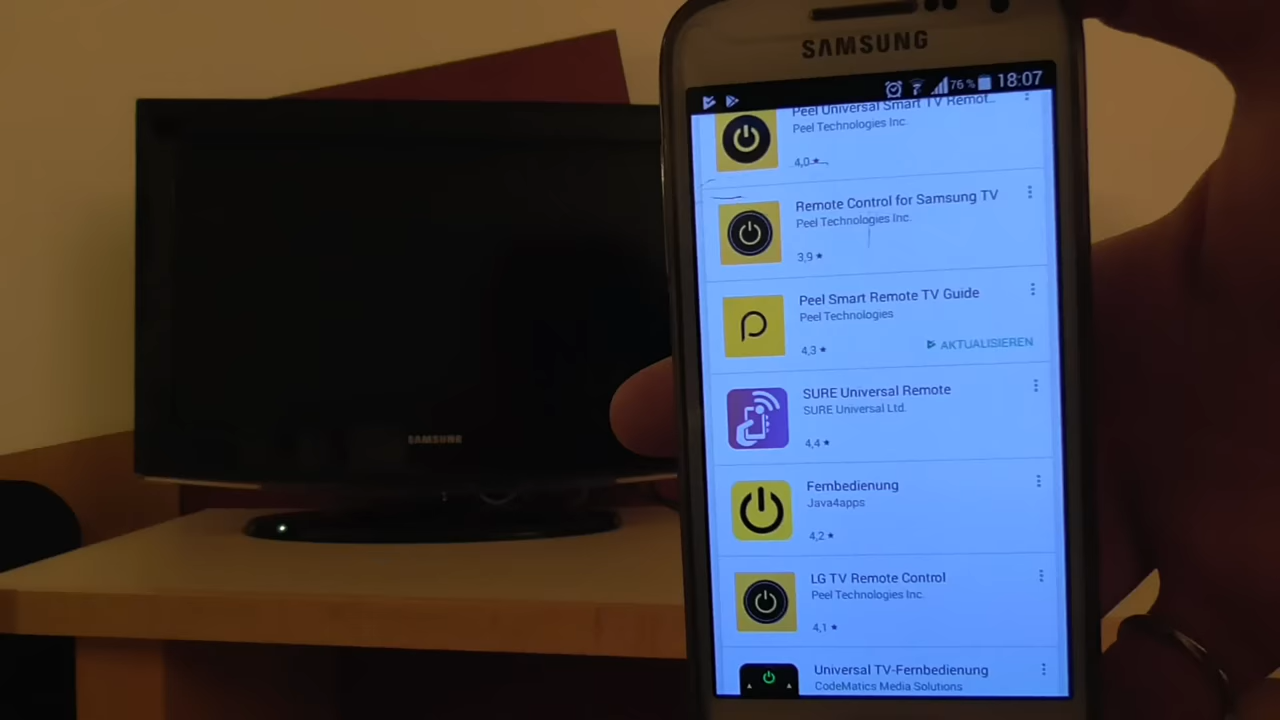 SAMSUNG
76 % 18:07
Peel Universal Smart TV Remot...
Peel Technologies Inc.
4,0 ★
Remote Control for Samsung TV
Peel Technologies Inc.
3,9 ★
Peel Smart Remote TV Guide
Peel Technologies
4,3 ★
AKTUALISIEREN
SURE Universal Remote
SURE Universal Ltd.
4,4 ★
Fernbedienung
Java4apps
4,2 ★
LG TV Remote Control
Peel Technologies Inc.
4,1 ★
Universal TV-Fernbedienung
CodeMatics Media Solutions
SAMSUNG